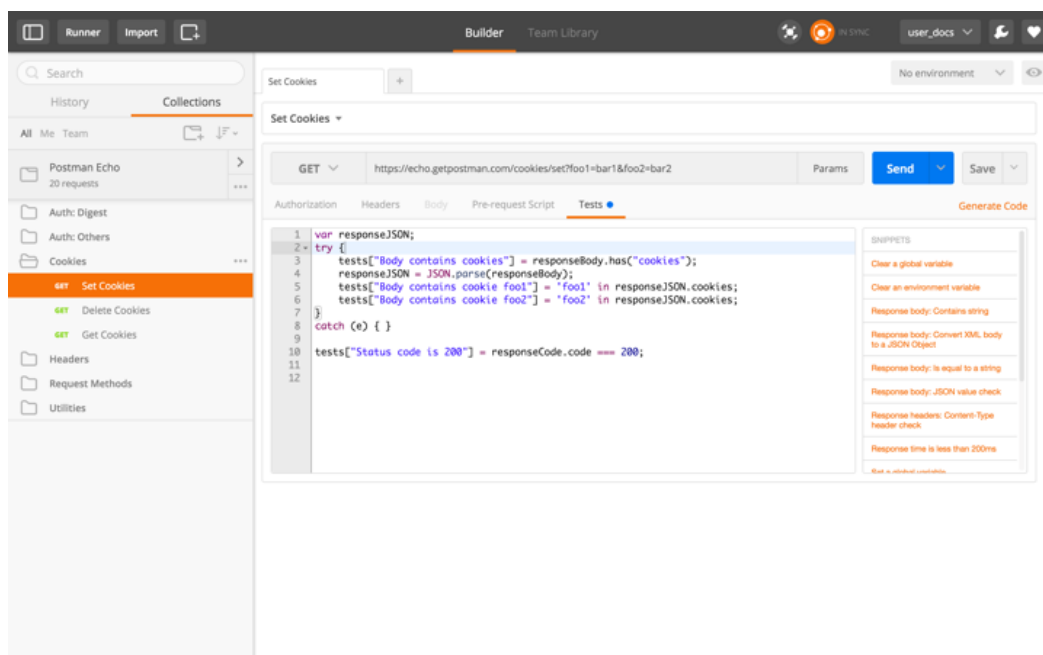 Runner Import Builder Team Library IN SYNC user_docs
Search
History Collections
All Me Team
Postman Echo
20 requests
Auth: Digest
Auth: Others
Cookies
GET Set Cookies
GET Delete Cookies
GET Get Cookies
Headers
Request Methods
Utilities
Set Cookies + No environment
Set Cookies
GET https://echo.getpostman.com/cookies/set?foo1=bar1&foo2=bar2 Params Send Save
Authorization Headers Body Pre-request Script Tests Generate Code
1 var responseJSON;
2 try {
3 tests["Body contains cookies"] = responseBody.has("cookies");
4 responseJSON = JSON.parse(responseBody);
5 tests["Body contains cookie foo1"] = 'foo1' in responseJSON.cookies;
6 tests["Body contains cookie foo2"] = 'foo2' in responseJSON.cookies;
7 }
8 catch (e) { }
9
10 tests["Status code is 200"] = responseCode.code === 200;
11
12
SNIPPETS
Clear a global variable
Clear an environment variable
Response body: Contains string
Response body: Convert XML body
to a JSON Object
Response body: Is equal to a string
Response body: JSON value check
Response headers: Content-Type
header check
Response time is less than 200ms
Set a global variable